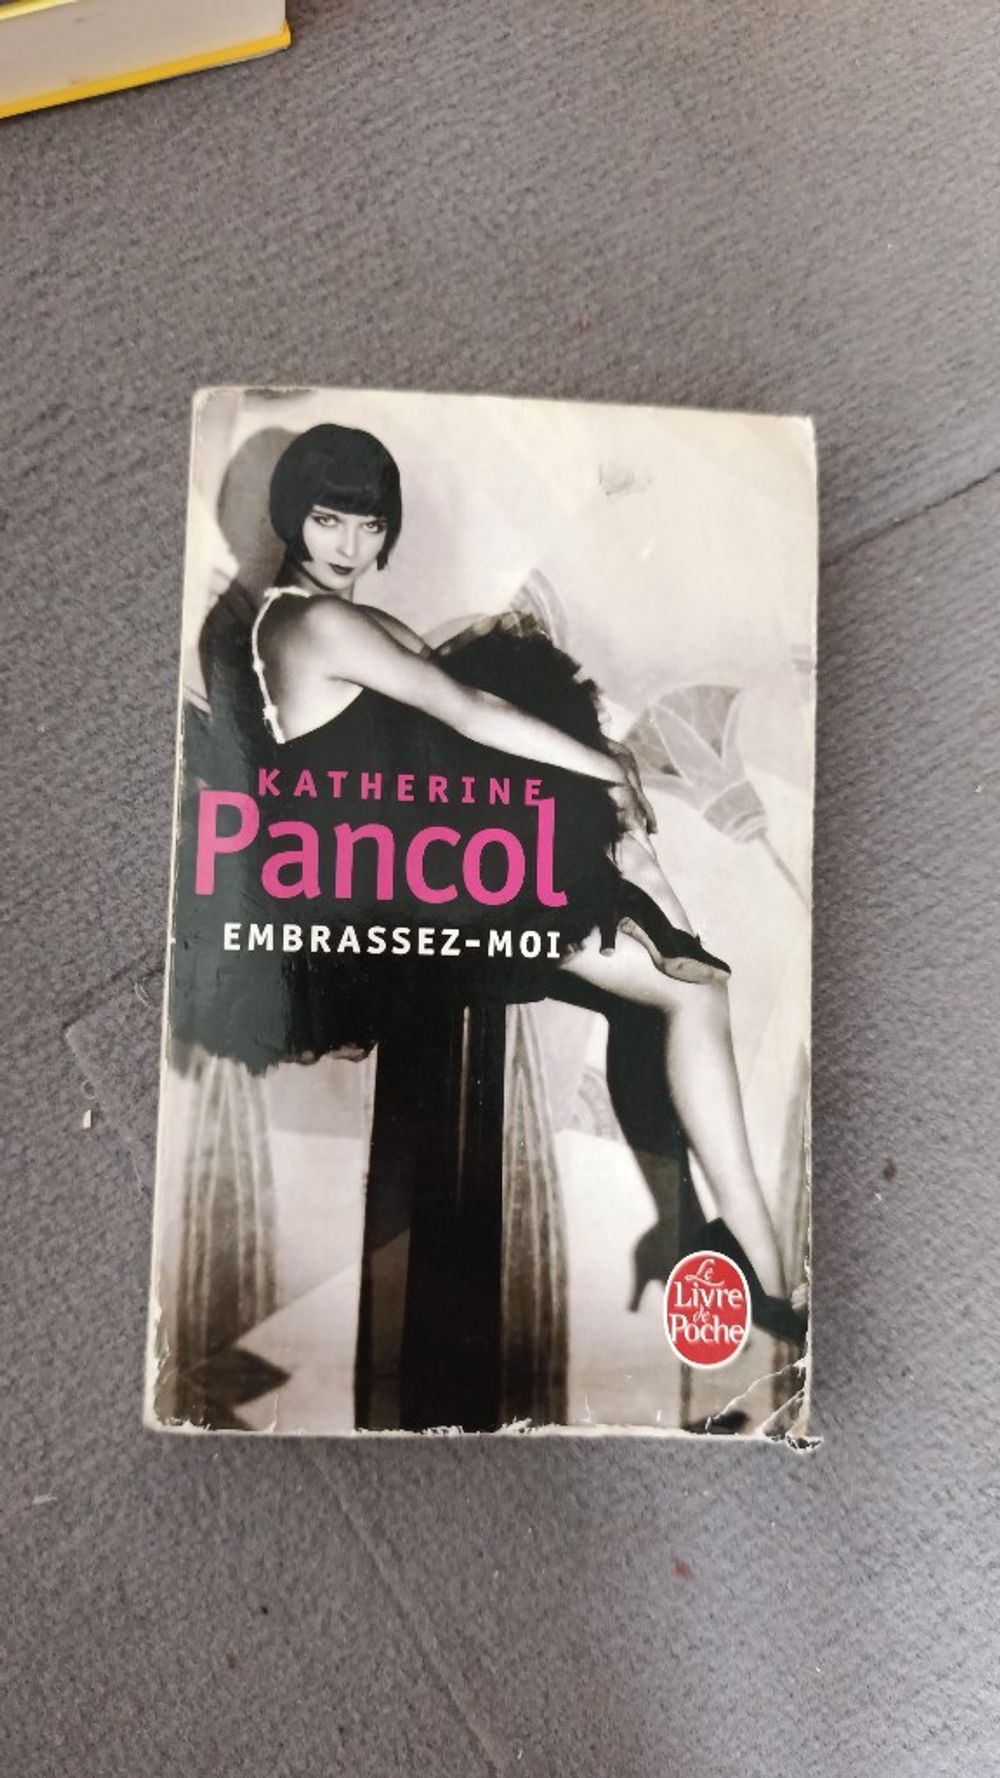 KATHERINE
Pancol
EMBRASSEZ-MOI
Le
Livre
de
Poche